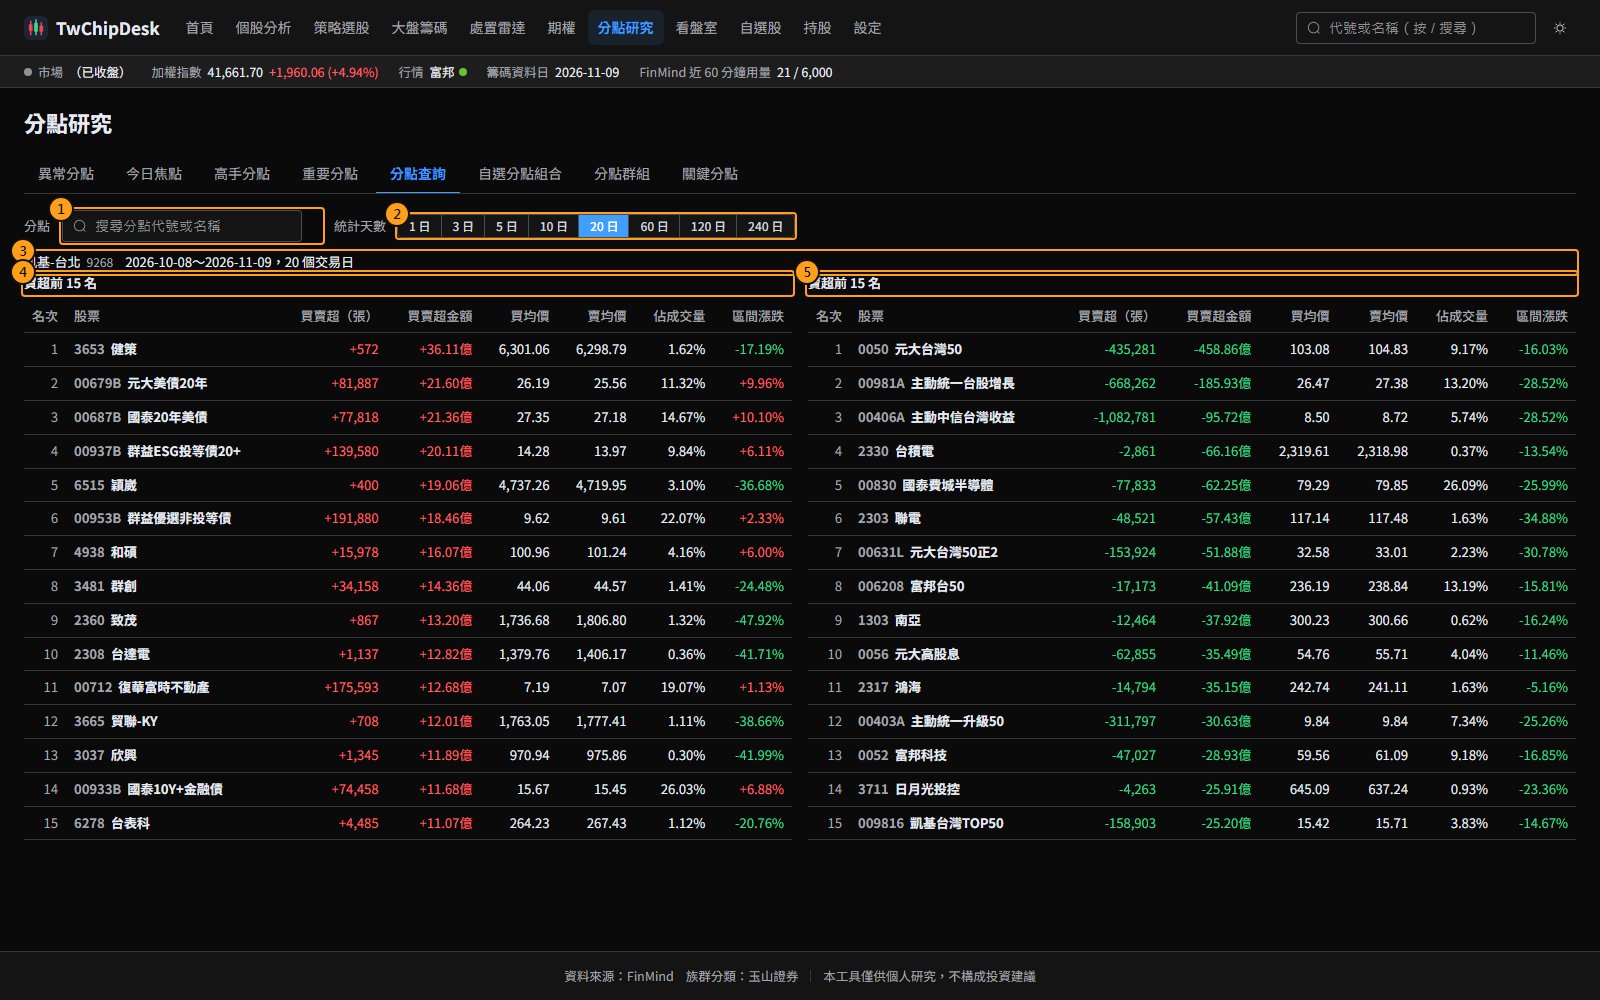 TwChipDesk 首頁 個股分析 策略選股 大盤籌碼 處置雷達 期權 分點研究 看盤室 自選股 持股 設定 代號或名稱（按 / 搜尋）
市場 （已收盤） 加權指數 41,661.70 +1,960.06 (+4.94%) 行情 富邦 籌碼資料日 2026-11-09 FinMind 近 60 分鐘用量 21 / 6,000
分點研究
異常分點 今日焦點 高手分點 重要分點 分點查詢 自選分點組合 分點群組 關鍵分點
分點 1 搜尋分點代號或名稱 統計天數 2 1 日 3 日 5 日 10 日 20 日 60 日 120 日 240 日
3 基-台北 9268 2026-10-08～2026-11-09，20 個交易日
4 買超前 15 名 5 賣超前 15 名
名次 股票 買賣超（張） 買賣超金額 買均價 賣均價 佔成交量 區間漲跌 名次 股票 買賣超（張） 買賣超金額 買均價 賣均價 佔成交量 區間漲跌
1 3653 健策 +572 +36.11億 6,301.06 6,298.79 1.62% -17.19% 1 0050 元大台灣50 -435,281 -458.86億 103.08 104.83 9.17% -16.03%
2 00679B 元大美債20年 +81,887 +21.60億 26.19 25.56 11.32% +9.96% 2 00981A 主動統一台股增長 -668,262 -185.93億 26.47 27.38 13.20% -28.52%
3 00687B 國泰20年美債 +77,818 +21.36億 27.35 27.18 14.67% +10.10% 3 00406A 主動中信台灣收益 -1,082,781 -95.72億 8.50 8.72 5.74% -28.52%
4 00937B 群益ESG投等債20+ +139,580 +20.11億 14.28 13.97 9.84% +6.11% 4 2330 台積電 -2,861 -66.16億 2,319.61 2,318.98 0.37% -13.54%
5 6515 穎崴 +400 +19.06億 4,737.26 4,719.95 3.10% -36.68% 5 00830 國泰費城半導體 -77,833 -62.25億 79.29 79.85 26.09% -25.99%
6 00953B 群益優選非投等債 +191,880 +18.46億 9.62 9.61 22.07% +2.33% 6 2303 聯電 -48,521 -57.43億 117.14 117.48 1.63% -34.88%
7 4938 和碩 +15,978 +16.07億 100.96 101.24 4.16% +6.00% 7 00631L 元大台灣50正2 -153,924 -51.88億 32.58 33.01 2.23% -30.78%
8 3481 群創 +34,158 +14.36億 44.06 44.57 1.41% -24.48% 8 006208 富邦台50 -17,173 -41.09億 236.19 238.84 13.19% -15.81%
9 2360 致茂 +867 +13.20億 1,736.68 1,806.80 1.32% -47.92% 9 1303 南亞 -12,464 -37.92億 300.23 300.66 0.62% -16.24%
10 2308 台達電 +1,137 +12.82億 1,379.76 1,406.17 0.36% -41.71% 10 0056 元大高股息 -62,855 -35.49億 54.76 55.71 4.04% -11.46%
11 00712 復華富時不動產 +175,593 +12.68億 7.19 7.07 19.07% +1.13% 11 2317 鴻海 -14,794 -35.15億 242.74 241.11 1.63% -5.16%
12 3665 貿聯-KY +708 +12.01億 1,763.05 1,777.41 1.11% -38.66% 12 00403A 主動統一升級50 -311,797 -30.63億 9.84 9.84 7.34% -25.26%
13 3037 欣興 +1,345 +11.89億 970.94 975.86 0.30% -41.99% 13 0052 富邦科技 -47,027 -28.93億 59.56 61.09 9.18% -16.85%
14 00933B 國泰10Y+金融債 +74,458 +11.68億 15.67 15.45 26.03% +6.88% 14 3711 日月光投控 -4,263 -25.91億 645.09 637.24 0.93% -23.36%
15 6278 台表科 +4,485 +11.07億 264.23 267.43 1.12% -20.76% 15 009816 凱基台灣TOP50 -158,903 -25.20億 15.42 15.71 3.83% -14.67%
資料來源：FinMind 族群分類：玉山證券 本工具僅供個人研究，不構成投資建議